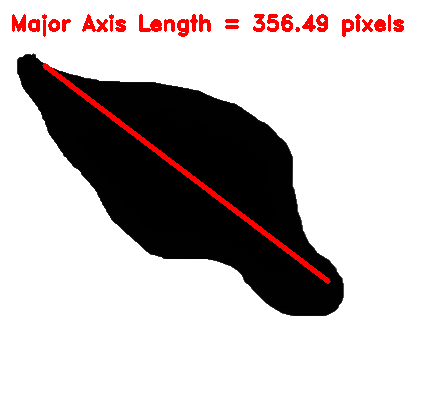 Major Axis Length = 356.49 pixels